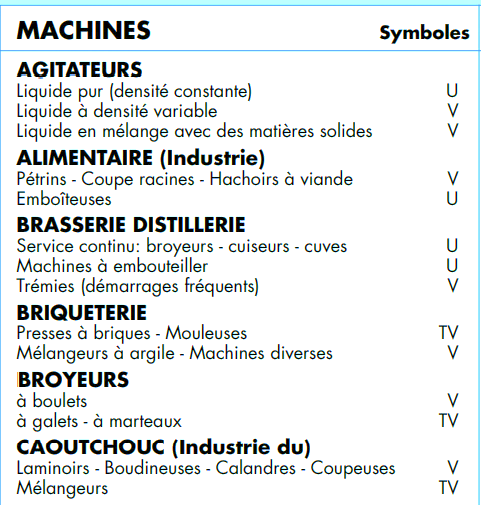 MACHINES Symboles
AGITATEURS
Liquide pur (densité constante) U
Liquide à densité variable V
Liquide en mélange avec des matières solides V
ALIMENTAIRE (Industrie)
Pétrins - Coupe racines - Hachoirs à viande V
Emboîteuses U
BRASSERIE DISTILLERIE
Service continu: broyeurs - cuiseurs - cuves U
Machines à embouteiller U
Trémies (démarrages fréquents) V
BRIQUETERIE
Presses à briques - Mouleuses TV
Mélangeurs à argile - Machines diverses V
BROYEURS
à boulets V
à galets - à marteaux TV
CAOUTCHOUC (Industrie du)
Laminoirs - Boudineuses - Calandres - Coupeuses V
Mélangeurs TV